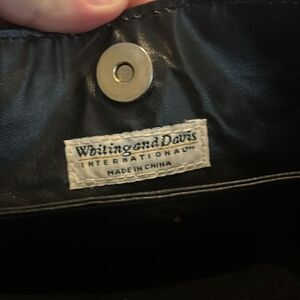 Whiting and Davis
INTERNATIONAL™
MADE IN CHINA